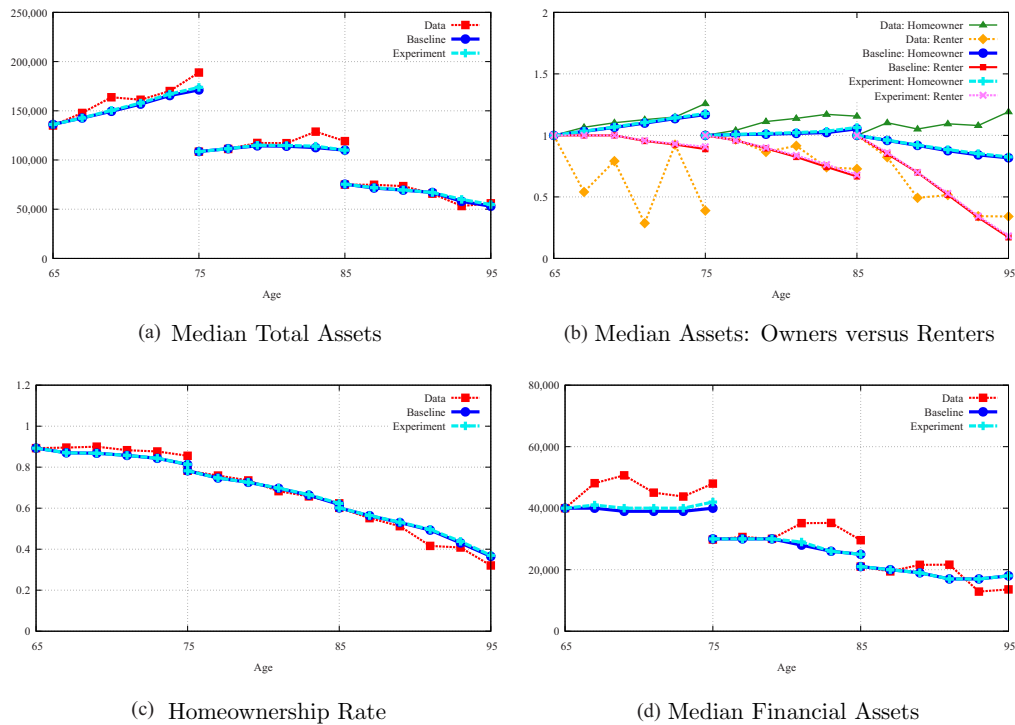 250,000
200,000
150,000
100,000
50,000
0
65
75
85
95
Age
Data
Baseline
Experiment
(a) Median Total Assets
2
1.5
1
0.5
0
65
75
85
95
Age
Data: Homeowner
Data: Renter
Baseline: Homeowner
Baseline: Renter
Experiment: Homeowner
Experiment: Renter
(b) Median Assets: Owners versus Renters
1.2
1
0.8
0.6
0.4
0.2
0
65
75
85
95
Age
Data
Baseline
Experiment
(c) Homeownership Rate
80,000
60,000
40,000
20,000
0
65
75
85
95
Age
Data
Baseline
Experiment
(d) Median Financial Assets